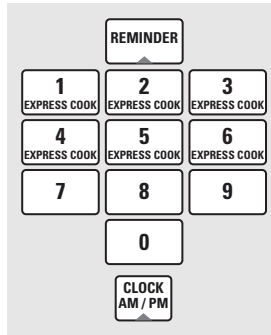 REMINDER
1 2 3
EXPRESS COOK EXPRESS COOK EXPRESS COOK
4 5 6
EXPRESS COOK EXPRESS COOK EXPRESS COOK
7 8 9
0
CLOCK
AM / PM